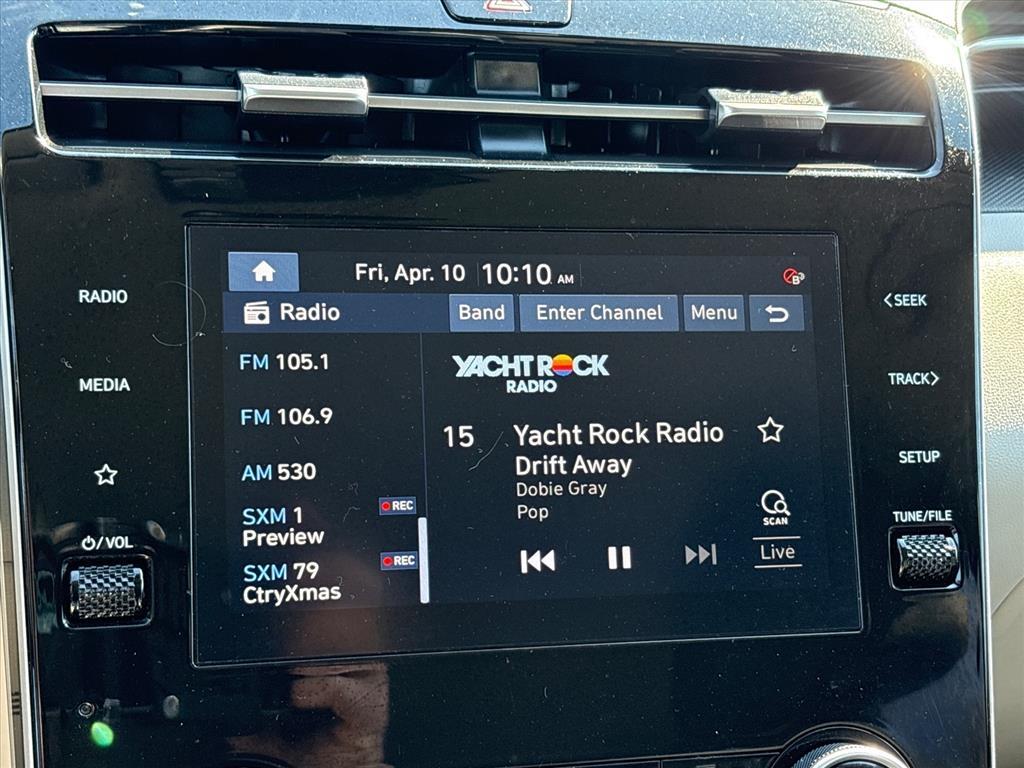 Fri, Apr. 10 10:10 AM
B
RADIO
Radio
Band
Enter Channel
Menu
<SEEK
FM 105.1
YACHT ROCK
RADIO
MEDIA
TRACK>
FM 106.9
15
Yacht Rock Radio
Drift Away
Dobie Gray
Pop
SETUP
AM 530
SXM 1
REC
Preview
SCAN
TUNE/FILE
/VOL
SXM 79
REC
CtryXmas
Live